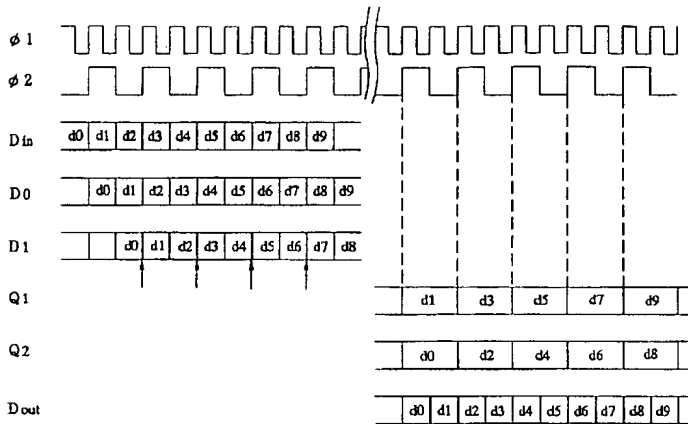 ø1
ø2
Din d0 d1 d2 d3 d4 d5 d6 d7 d8 d9
D0 d0 d1 d2 d3 d4 d5 d6 d7 d8 d9
D1 d0 d1 d2 d3 d4 d5 d6 d7 d8
Q1 d1 d3 d5 d7 d9
Q2 d0 d2 d4 d6 d8
Dout d0 d1 d2 d3 d4 d5 d6 d7 d8 d9